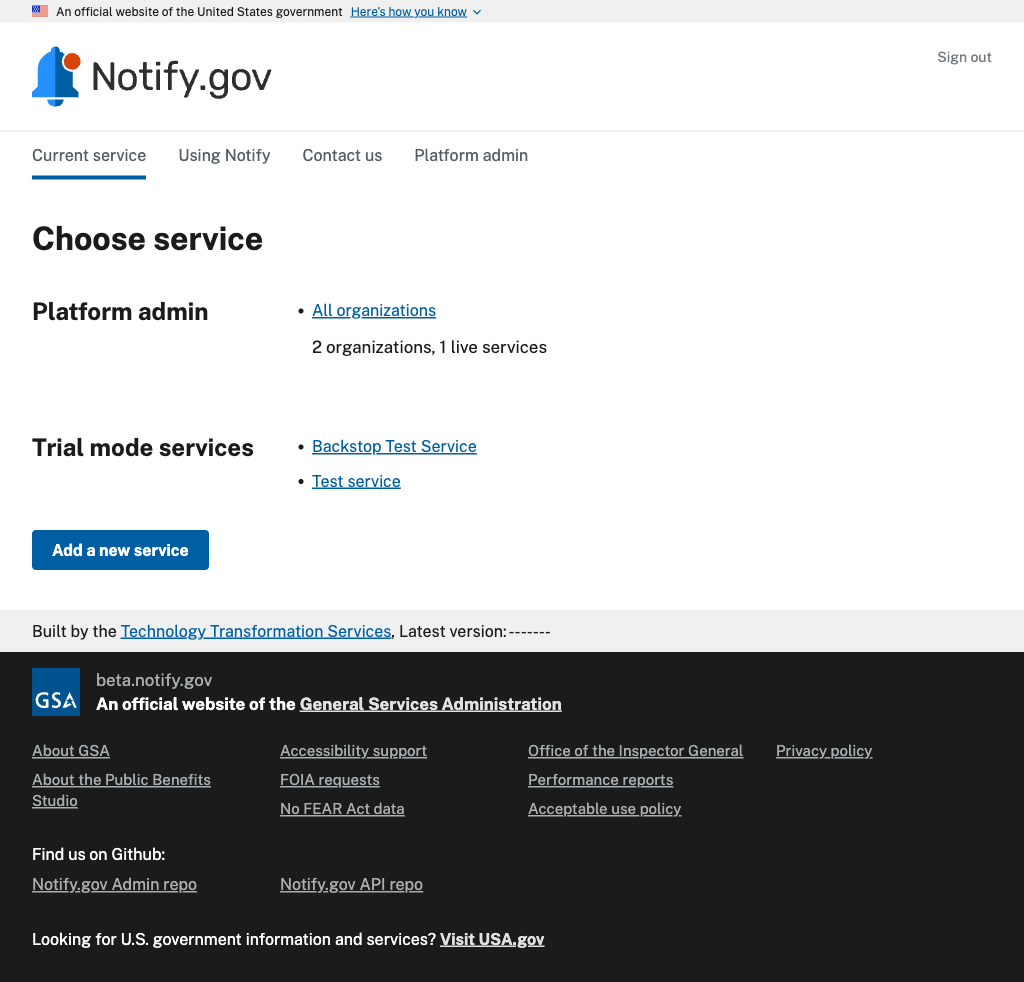 An official website of the United States government Here's how you know
Notify.gov
Sign out
Current service Using Notify Contact us Platform admin
Choose service
Platform admin
• All organizations
2 organizations, 1 live services
Trial mode services
• Backstop Test Service
• Test service
Add a new service
Built by the Technology Transformation Services, Latest version:-------
GSA
beta.notify.gov
An official website of the General Services Administration
About GSA
About the Public Benefits
Studio
Accessibility support
FOIA requests
No FEAR Act data
Office of the Inspector General
Performance reports
Acceptable use policy
Privacy policy
Find us on Github:
Notify.gov Admin repo Notify.gov API repo
Looking for U.S. government information and services? Visit USA.gov